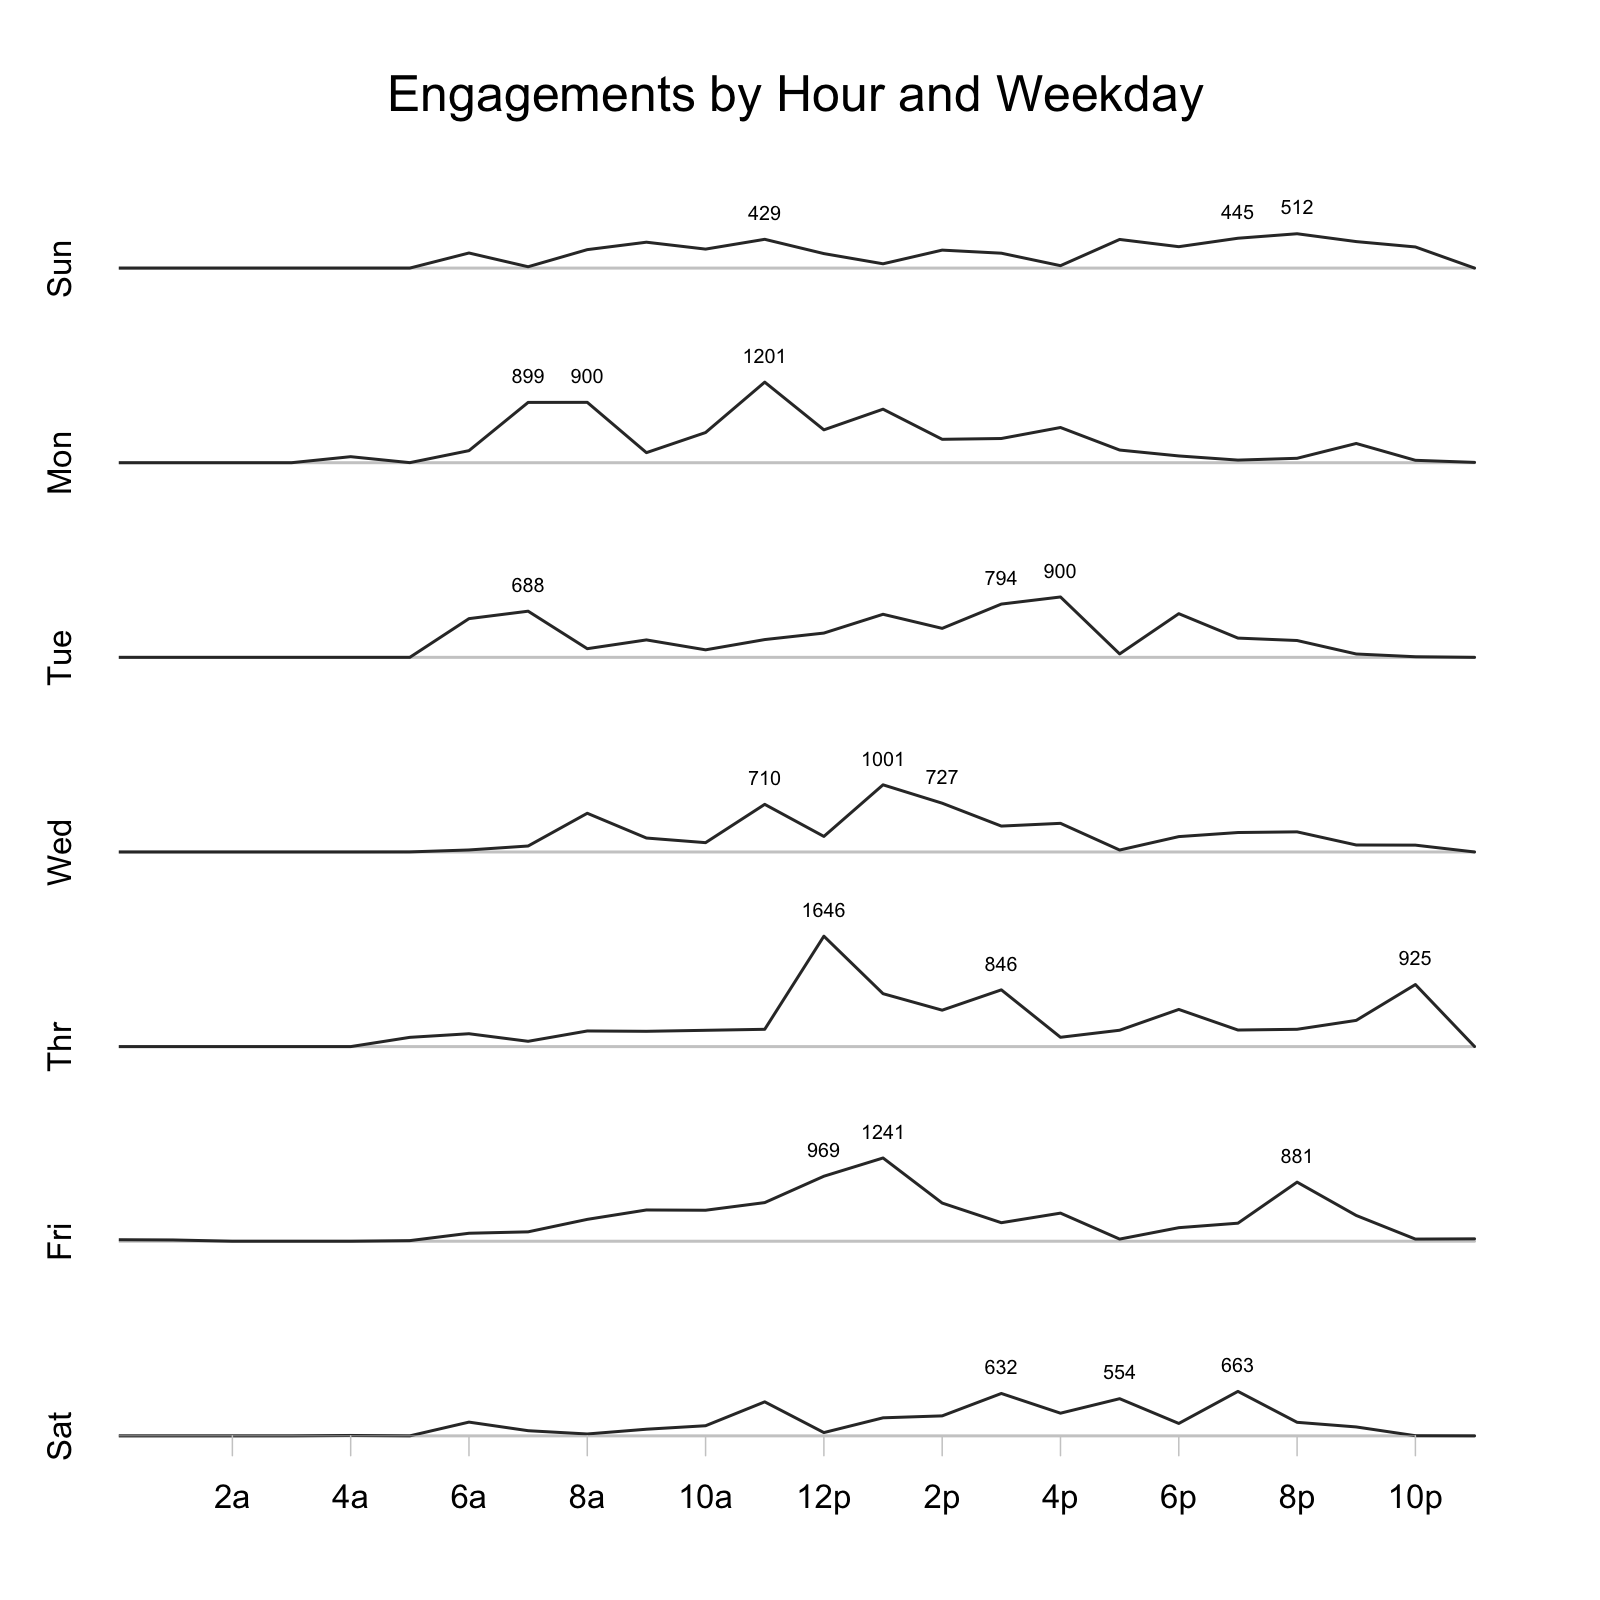 Engagements by Hour and Weekday
Sun
429
445
512
Mon
899
900
1201
Tue
688
794
900
Wed
710
1001
727
Thr
1646
846
925
Fri
969
1241
881
Sat
632
554
663
2a 4a 6a 8a 10a 12p 2p 4p 6p 8p 10p